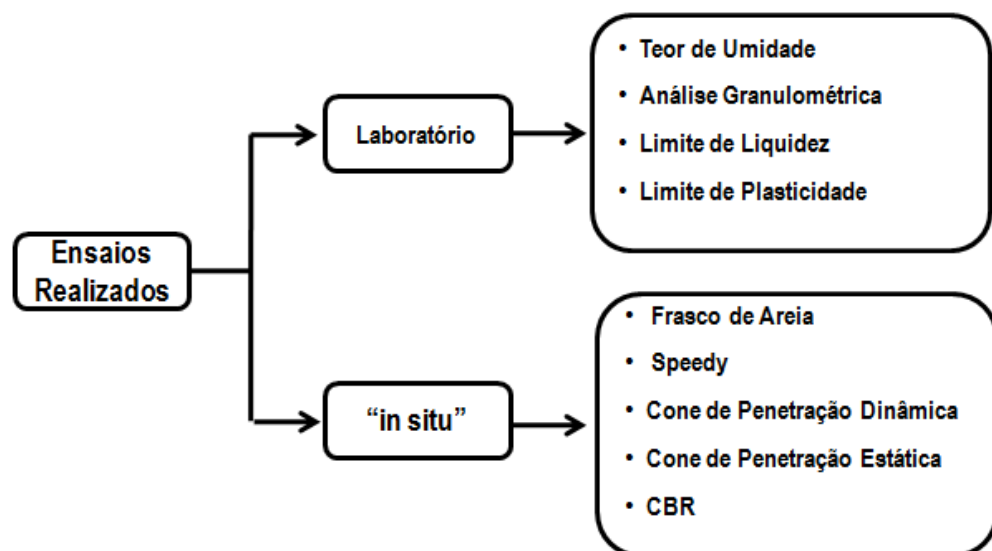 Ensaios
Realizados
Laboratório
• Teor de Umidade
• Análise Granulométrica
• Limite de Liquidez
• Limite de Plasticidade
“in situ”
• Frasco de Areia
• Speedy
• Cone de Penetração Dinâmica
• Cone de Penetração Estática
• CBR